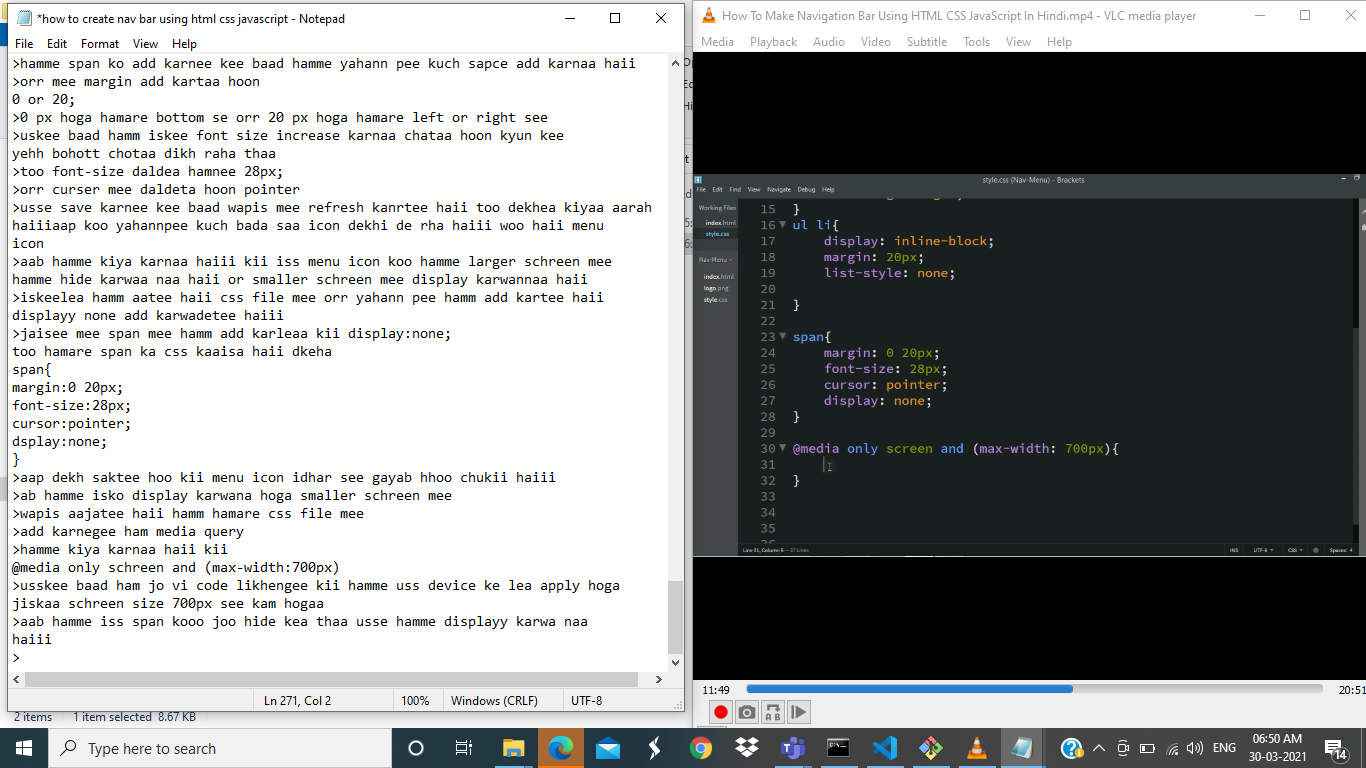 *how to create nav bar using html css javascript - Notepad
File Edit Format View Help
>hamme span ko add karnee kee baad hamme yahann pee kuch sapce add karnaa haii
>orr mee margin add kartaa hoon
0 or 20;
>0 px hoga hamare bottom se orr 20 px hoga hamare left or right see
>uskee baad hamm iskee font size increase karnaa chataa hoon kyun kee
yehh bohott chotaa dikh raha thaa
>too font-size daldea hamnee 28px;
>orr curser mee daldeta hoon pointer
>usse save karnee kee baad wapis mee refresh kanrtee haii too dekhea kiyaa aarah
haiiiaap koo yahannpee kuch bada saa icon dekhi de rha haiii woo haii menu
icon
>aab hamme kiya karnaa haiii kii iss menu icon koo hamme larger schreen mee
hamme hide karwaa naa haii or smaller schreen mee display karwannaa haii
>iskeelea hamm aatee haii css file mee orr yahann pee hamm add kartee haii
displayy none add karwadetee haiii
>jaisee mee span mee hamm add karleaa kii display:none;
too hamare span ka css kaaisa haii dkeha
span{
margin:0 20px;
font-size:28px;
cursor:pointer;
dsplay:none;
}
>aap dekh saktee hoo kii menu icon idhar see gayab hhoo chukii haiii
>ab hamme isko display karwana hoga smaller schreen mee
>wapis aajatee haii hamm hamare css file mee
>add karnegee ham media query
>hamme kiya karnaa haii kii
@media only schreen and (max-width:700px)
>usskee baad ham jo vi code likhengee kii hamme uss device ke lea apply hoga
jiskaa schreen size 700px see kam hogaa
>aab hamme iss span kooo joo hide kea thaa usse hamme displayy karwa naa
haiii
>
Ln 271, Col 2 100% Windows (CRLF) UTF-8
2 items 1 item selected 8.67 KB
How To Make Navigation Bar Using HTML CSS JavaScript In Hindi.mp4 - VLC media player
Media Playback Audio Video Subtitle Tools View Help
style.css (Nav-Menu) - Brackets
File Edit Find View Navigate Debug Help
Working Files
index.html
style.css
Nav-Menu
index.html
logo.png
style.css
15 }
16 ul li{
17 display: inline-block;
18 margin: 20px;
19 list-style: none;
20
21 }
22
23 span{
24 margin: 0 20px;
25 font-size: 28px;
26 cursor: pointer;
27 display: none;
28 }
29
30 @media only screen and (max-width: 700px){
31
32 }
33
34
35
Line 31, Column 5 — 37 Lines
INS UTF-8 CSS Spaces: 4
11:49 20:51
Type here to search
ENG
06:50 AM
30-03-2021
14